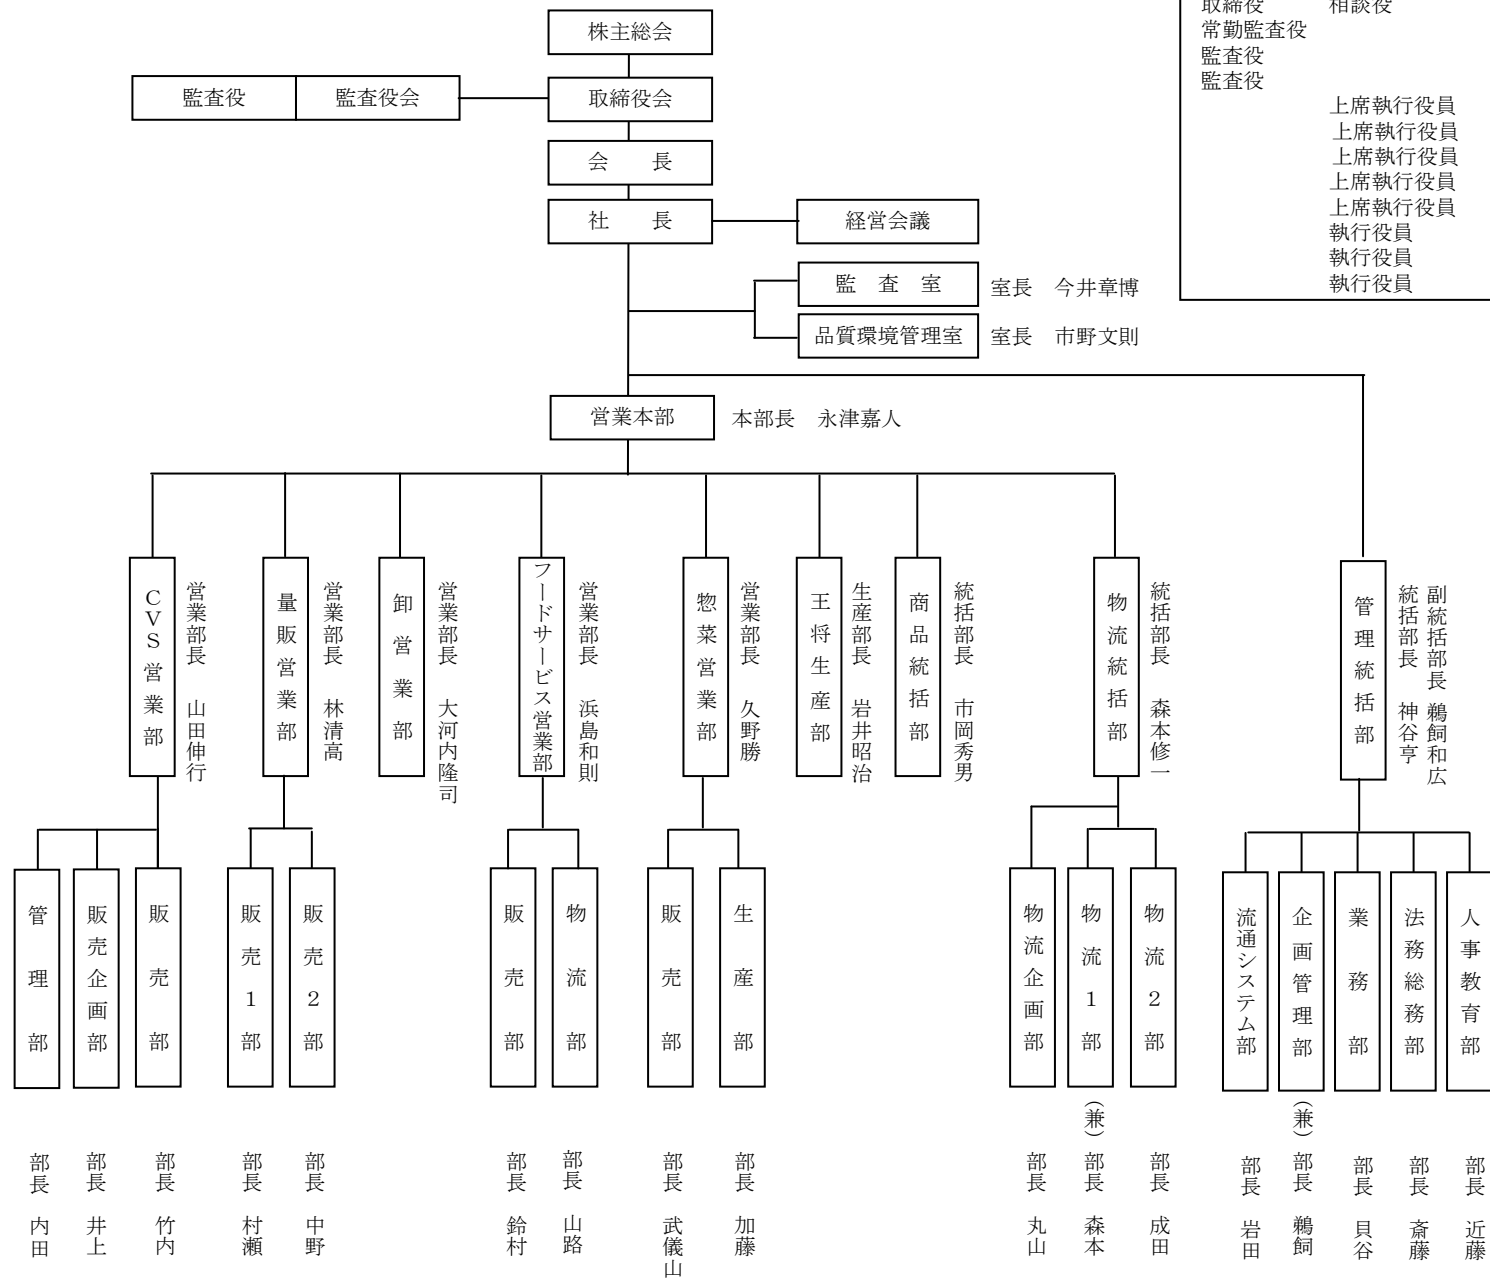 株主総会
監査役
監査役会
取締役会
会　　長
社　　長
経営会議
監　査　室
室長　今井章博
品質環境管理室
室長　市野文則
取締役　相談役
常勤監査役
監査役
監査役
上席執行役員
上席執行役員
上席執行役員
上席執行役員
上席執行役員
執行役員
執行役員
執行役員
営業本部
本部長　永津嘉人
CVS営業部
営業部長　山田伸行
量販営業部
営業部長　林清高
卸営業部
営業部長　大河内隆司
フードサービス営業部
営業部長　浜島和則
惣菜営業部
営業部長　久野勝
王将生産部
生産部長　岩井昭治
商品統括部
統括部長　市岡秀男
物流統括部
統括部長　森本修一
管理統括部
副統括部長　鵜飼和広
統括部長　神谷亨
管理部
部長　内田
販売企画部
部長　井上
販売部
部長　竹内
販売1部
部長　村瀬
販売2部
部長　中野
販売部
部長　鈴村
物流部
部長　山路
販売部
部長　武儀山
生産部
部長　加藤
物流企画部
部長　丸山
物流1部
(兼)部長　森本
物流2部
部長　成田
流通システム部
部長　岩田
企画管理部
(兼)部長　鵜飼
業務部
部長　貝谷
法務総務部
部長　斎藤
人事教育部
部長　近藤